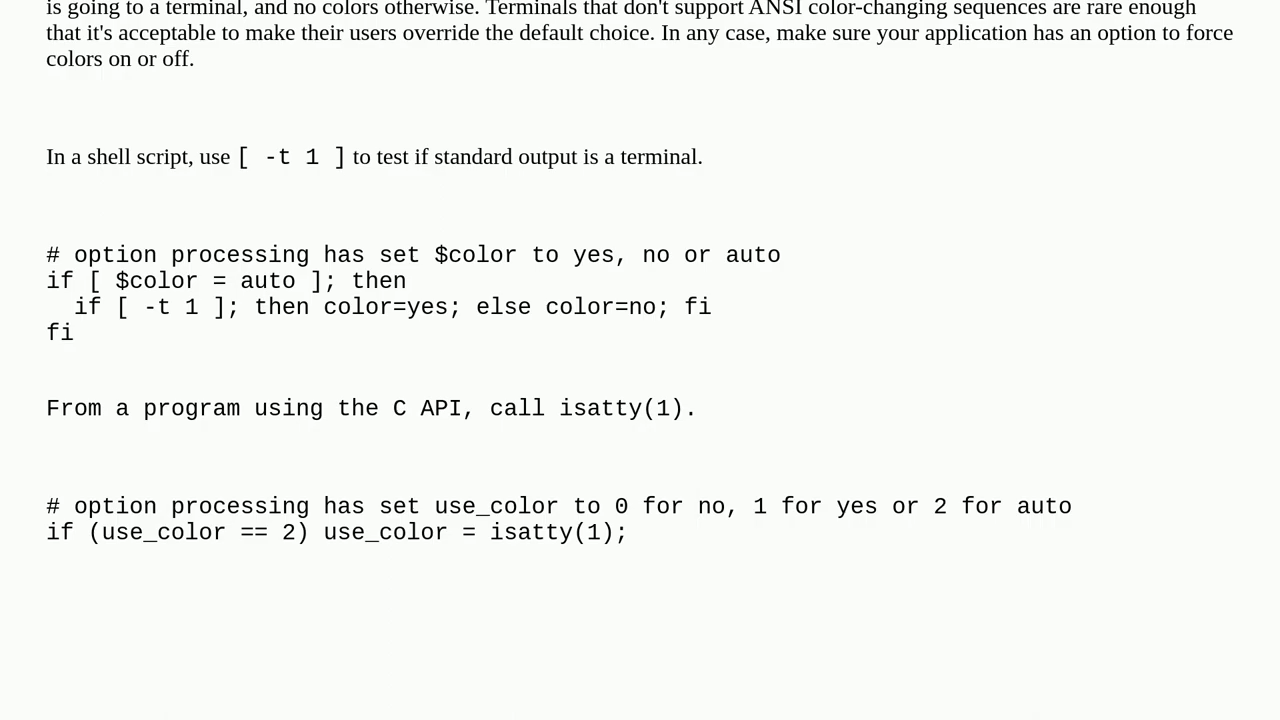 is going to a terminal, and no colors otherwise. Terminals that don't support ANSI color-changing sequences are rare enough
that it's acceptable to make their users override the default choice. In any case, make sure your application has an option to force
colors on or off.
In a shell script, use [ -t 1 ] to test if standard output is a terminal.
# option processing has set $color to yes, no or auto
if [ $color = auto ]; then
  if [ -t 1 ]; then color=yes; else color=no; fi
fi
From a program using the C API, call isatty(1).
# option processing has set use_color to 0 for no, 1 for yes or 2 for auto
if (use_color == 2) use_color = isatty(1);